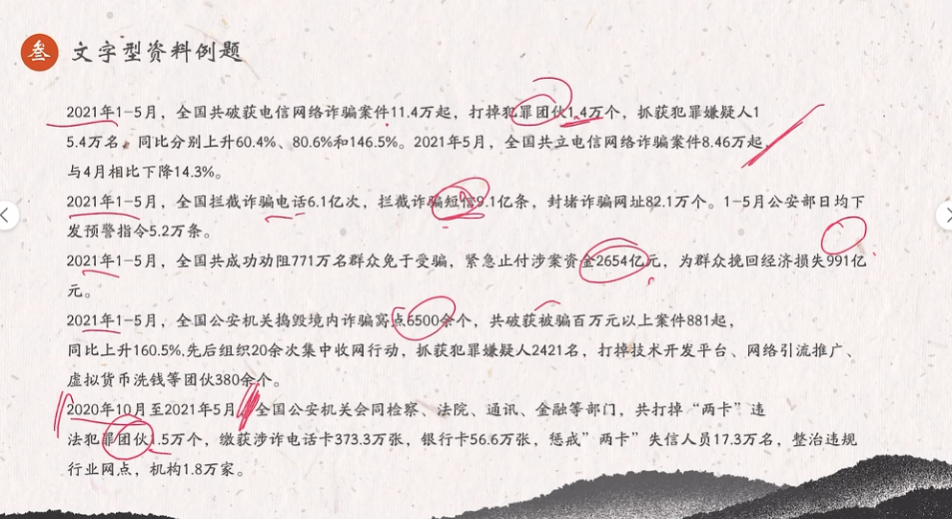 叁 文字型资料例题
2021年1-5月，全国共破获电信网络诈骗案件11.4万起，打掉犯罪团伙1.4万个，抓获犯罪嫌疑人1
5.4万名，同比分别上升60.4%、80.6%和146.5%。2021年5月，全国共立电信网络诈骗案件8.46万起，
与4月相比下降14.3%。
2021年1-5月，全国拦截诈骗电话6.1亿次，拦截诈骗短信9.1亿条，封堵诈骗网址82.1万个。1-5月公安部日均下
发预警指令5.2万条。
2021年1-5月，全国共成功劝阻771万名群众免于受骗，紧急止付涉案资金2654亿元，为群众挽回经济损失991亿
元。
2021年1-5月，全国公安机关捣毁境内诈骗窝点6500余个，共破获被骗百万元以上案件881起，
同比上升160.5%.先后组织20余次集中收网行动，抓获犯罪嫌疑人2421名，打掉技术开发平台、网络引流推广、
虚拟货币洗钱等团伙380余个。
2020年10月至2021年5月，全国公安机关会同检察、法院、通讯、金融等部门，共打掉“两卡”违
法犯罪团伙1.5万个，缴获涉诈电话卡373.3万张，银行卡56.6万张，惩戒”两卡”失信人员17.3万名，整治违规
行业网点，机构1.8万家。